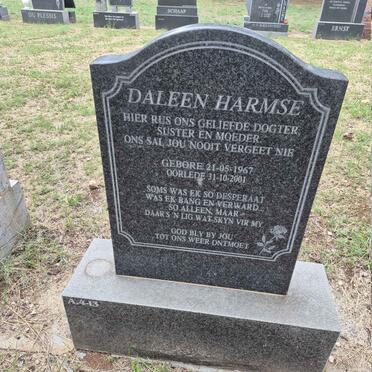 DU PLESSIS
SCHAAP
ERNST
DALEEN HARMSE
HIER RUS ONS GELIEFDE DOGTER,
SUSTER EN MOEDER.
ONS SAL JOU NOOIT VERGEET NIE
GEBORE 21-05-1967
OORLEDE 11-10-2001
SOMS WAS EK SO DESPERAAT
WAS EK BANG EN VERWARD
SO ALLEEN, MAAR
DAAR'S 'N LIG WAT SKYN VIR MY
GOD BLY BY JOU
TOT ONS WEER ONTMOET
A.4-13